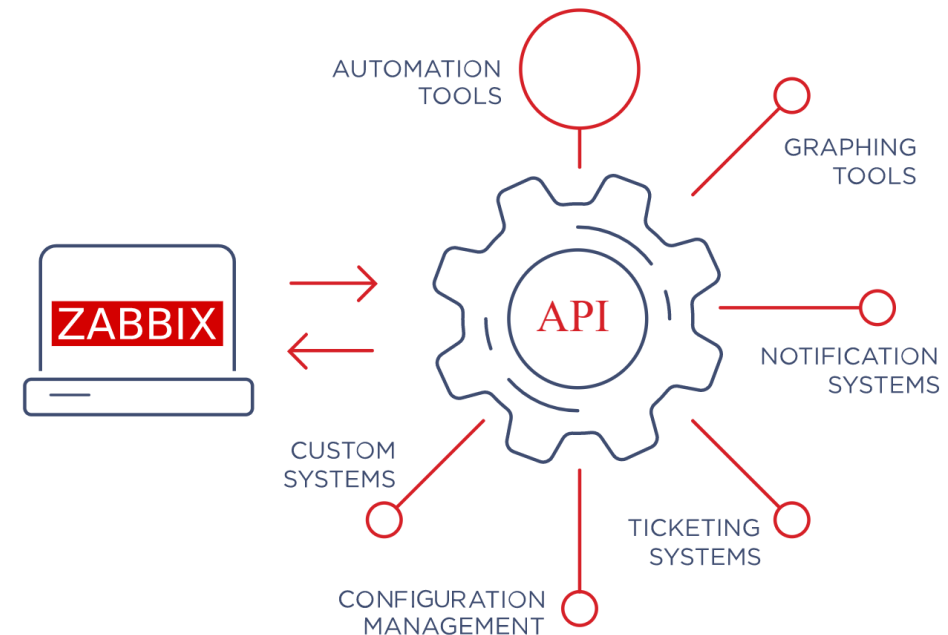 AUTOMATION
TOOLS
GRAPHING
TOOLS
ZABBIX
API
NOTIFICATION
SYSTEMS
CUSTOM
SYSTEMS
TICKETING
SYSTEMS
CONFIGURATION
MANAGEMENT